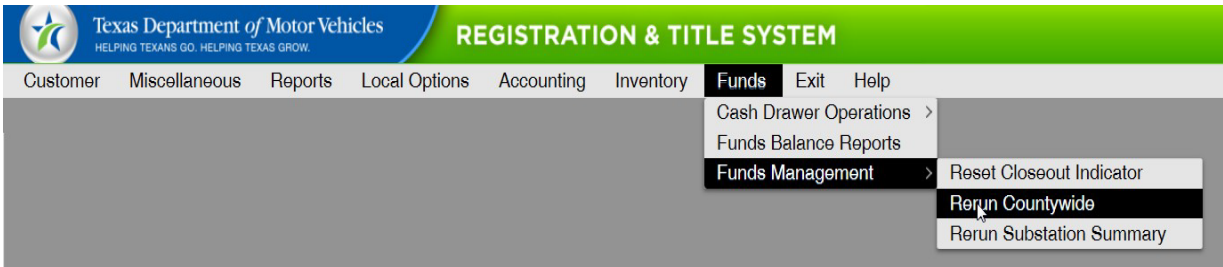 Texas Department of Motor Vehicles
HELPING TEXANS GO. HELPING TEXAS GROW.
REGISTRATION & TITLE SYSTEM
Customer Miscellaneous Reports Local Options Accounting Inventory Funds Exit Help
Cash Drawer Operations >
Funds Balance Reports
Funds Management >
Reset Closeout Indicator
Rerun Countywide
Rerun Substation Summary